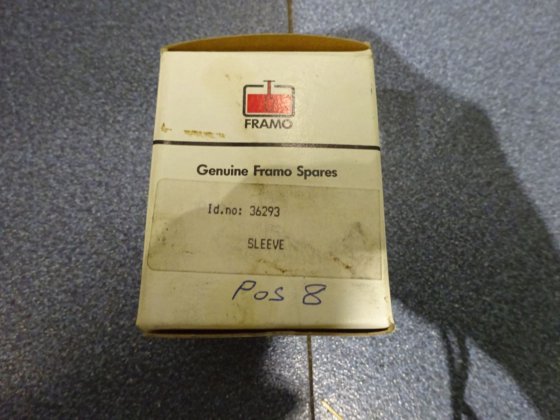 FRAMO
Genuine Framo Spares
Id.no: 36293
SLEEVE
POS 8